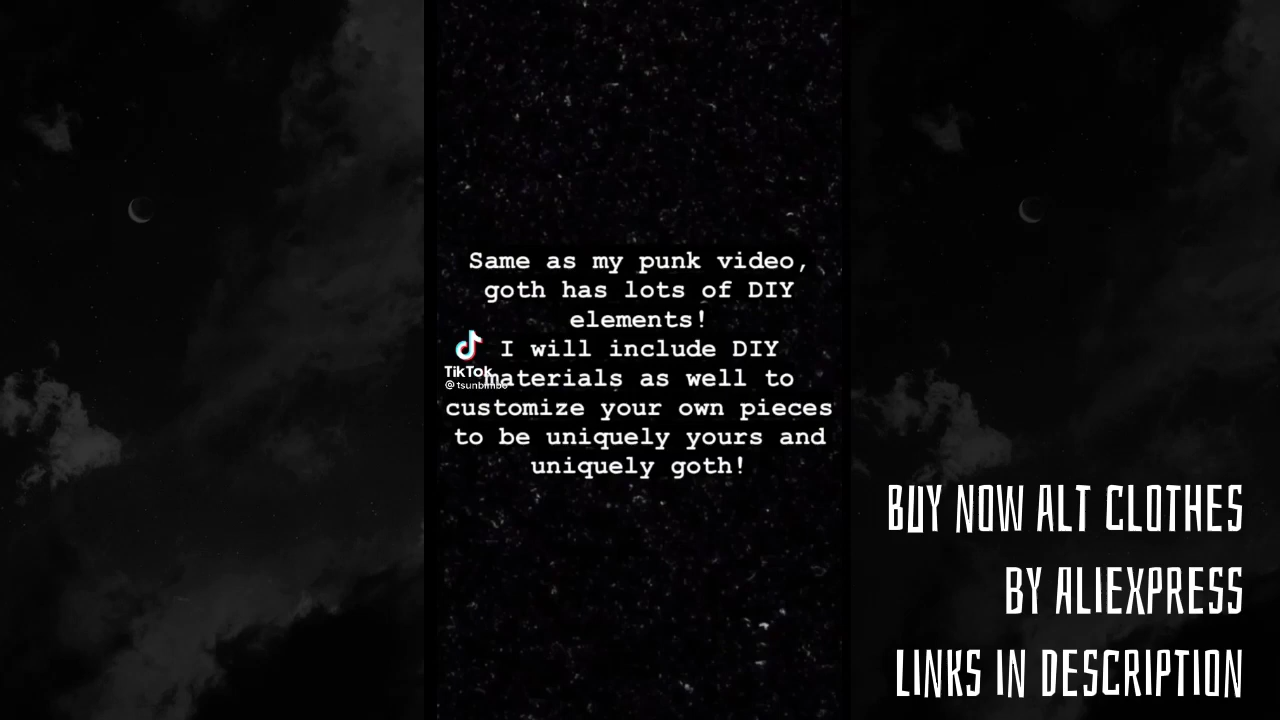 Same as my punk video,
goth has lots of DIY
elements!
I will include DIY
materials as well to
customize your own pieces
to be uniquely yours and
uniquely goth!
TikTok
@tsunbimbo
BUY NOW ALT CLOTHES
BY ALIEXPRESS
LINKS IN DESCRIPTION